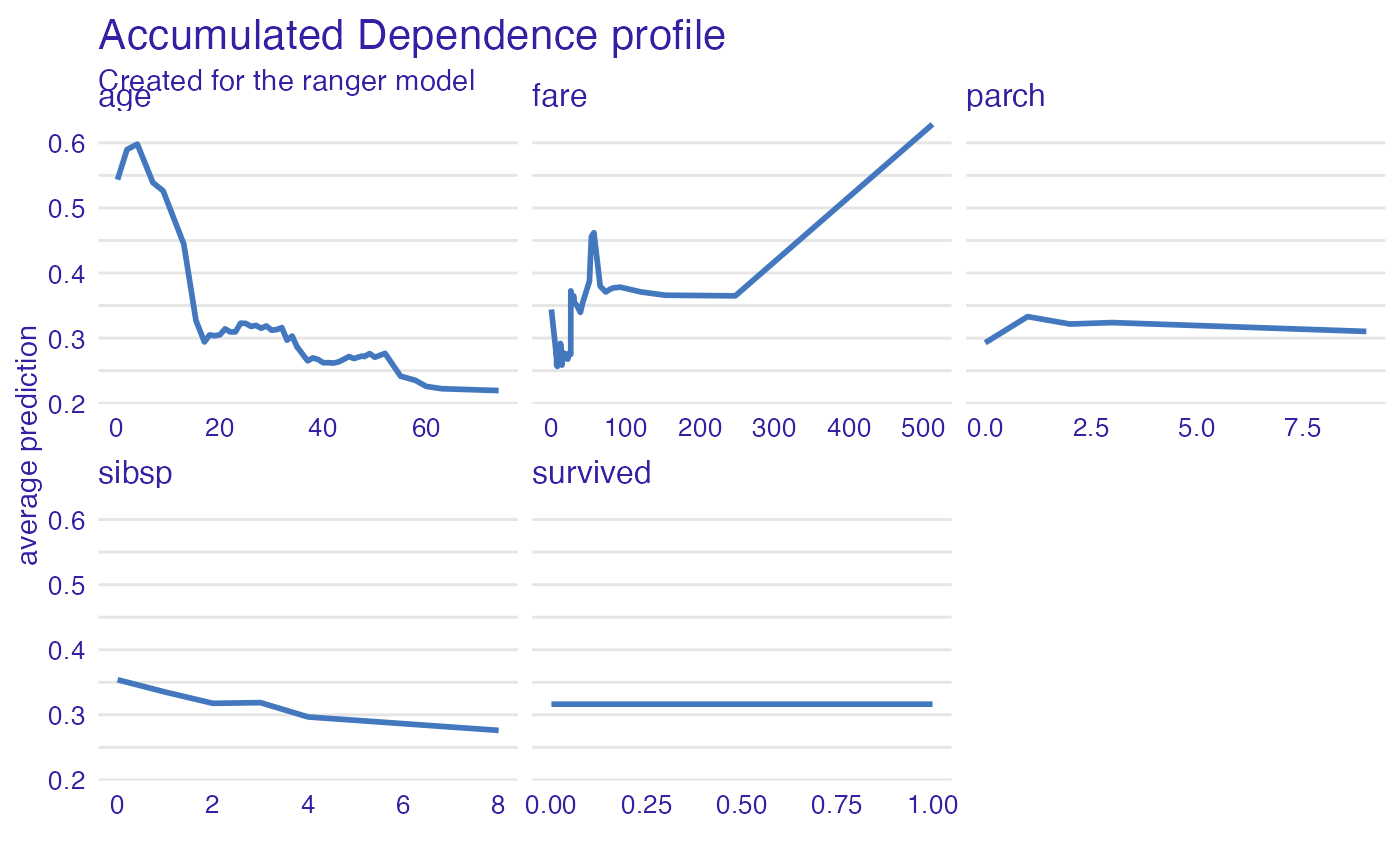 Accumulated Dependence profile
Created for the ranger model
age
fare
parch
0.6
0.5
0.4
0.3
0.2
0 20 40 60
0 100 200 300 400 500
0.0 2.5 5.0 7.5
average prediction
sibsp
survived
0.6
0.5
0.4
0.3
0.2
0 2 4 6 8
0.00 0.25 0.50 0.75 1.00